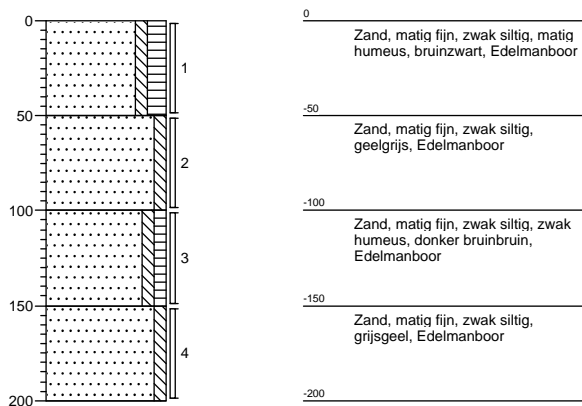 0
50
100
150
200
1
2
3
4
0
Zand, matig fijn, zwak siltig, matig
humeus, bruinzwart, Edelmanboor
-50
Zand, matig fijn, zwak siltig,
geelgrijs, Edelmanboor
-100
Zand, matig fijn, zwak siltig, zwak
humeus, donker bruinbruin,
Edelmanboor
-150
Zand, matig fijn, zwak siltig,
grijsgeel, Edelmanboor
-200